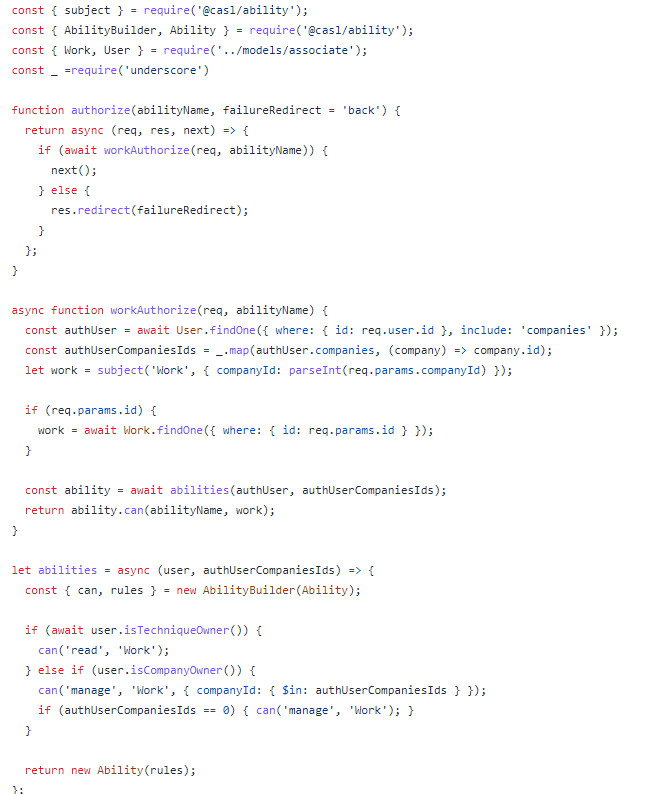 const { subject } = require('@casl/ability');
const { AbilityBuilder, Ability } = require('@casl/ability');
const { Work, User } = require('../models/associate');
const _ =require('underscore')

function authorize(abilityName, failureRedirect = 'back') {
  return async (req, res, next) => {
    if (await workAuthorize(req, abilityName)) {
      next();
    } else {
      res.redirect(failureRedirect);
    }
  };
}

async function workAuthorize(req, abilityName) {
  const authUser = await User.findOne({ where: { id: req.user.id }, include: 'companies' });
  const authUserCompaniesIds = _.map(authUser.companies, (company) => company.id);
  let work = subject('Work', { companyId: parseInt(req.params.companyId) });

  if (req.params.id) {
    work = await Work.findOne({ where: { id: req.params.id } });
  }

  const ability = await abilities(authUser, authUserCompaniesIds);
  return ability.can(abilityName, work);
}

let abilities = async (user, authUserCompaniesIds) => {
  const { can, rules } = new AbilityBuilder(Ability);

  if (await user.isTechniqueOwner()) {
    can('read', 'Work');
  } else if (user.isCompanyOwner()) {
    can('manage', 'Work', { companyId: { $in: authUserCompaniesIds } });
    if (authUserCompaniesIds == 0) { can('manage', 'Work'); }
  }

  return new Ability(rules);
};